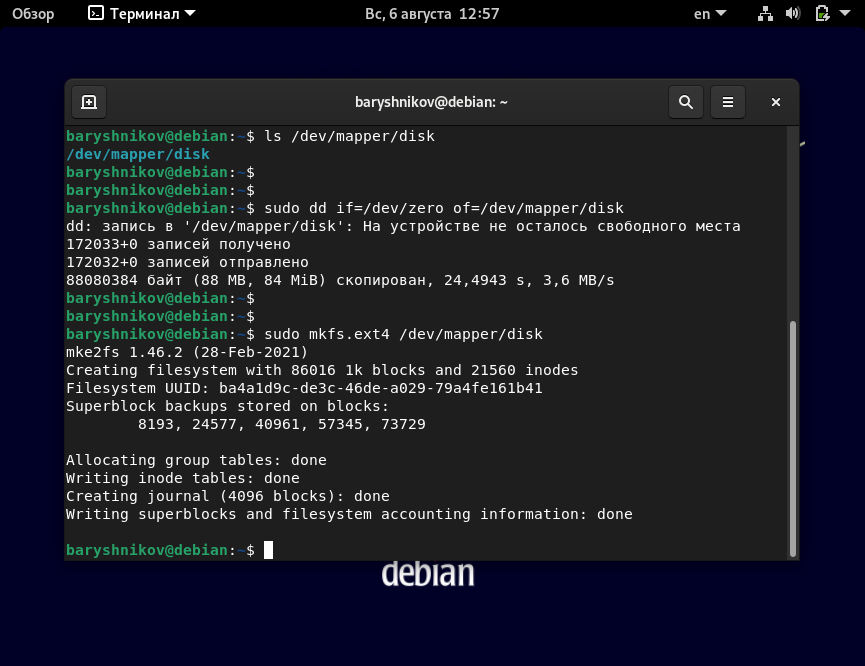 Обзор Терминал Вс, 6 августа 12:57 en
baryshnikov@debian: ~
baryshnikov@debian:~$ ls /dev/mapper/disk
/dev/mapper/disk
baryshnikov@debian:~$
baryshnikov@debian:~$
baryshnikov@debian:~$ sudo dd if=/dev/zero of=/dev/mapper/disk
dd: запись в '/dev/mapper/disk': На устройстве не осталось свободного места
172033+0 записей получено
172032+0 записей отправлено
88080384 байт (88 MB, 84 MiB) скопирован, 24,4943 s, 3,6 MB/s
baryshnikov@debian:~$
baryshnikov@debian:~$
baryshnikov@debian:~$ sudo mkfs.ext4 /dev/mapper/disk
mke2fs 1.46.2 (28-Feb-2021)
Creating filesystem with 86016 1k blocks and 21560 inodes
Filesystem UUID: ba4a1d9c-de3c-46de-a029-79a4fe161b41
Superblock backups stored on blocks:
8193, 24577, 40961, 57345, 73729
Allocating group tables: done
Writing inode tables: done
Creating journal (4096 blocks): done
Writing superblocks and filesystem accounting information: done
baryshnikov@debian:~$
debian